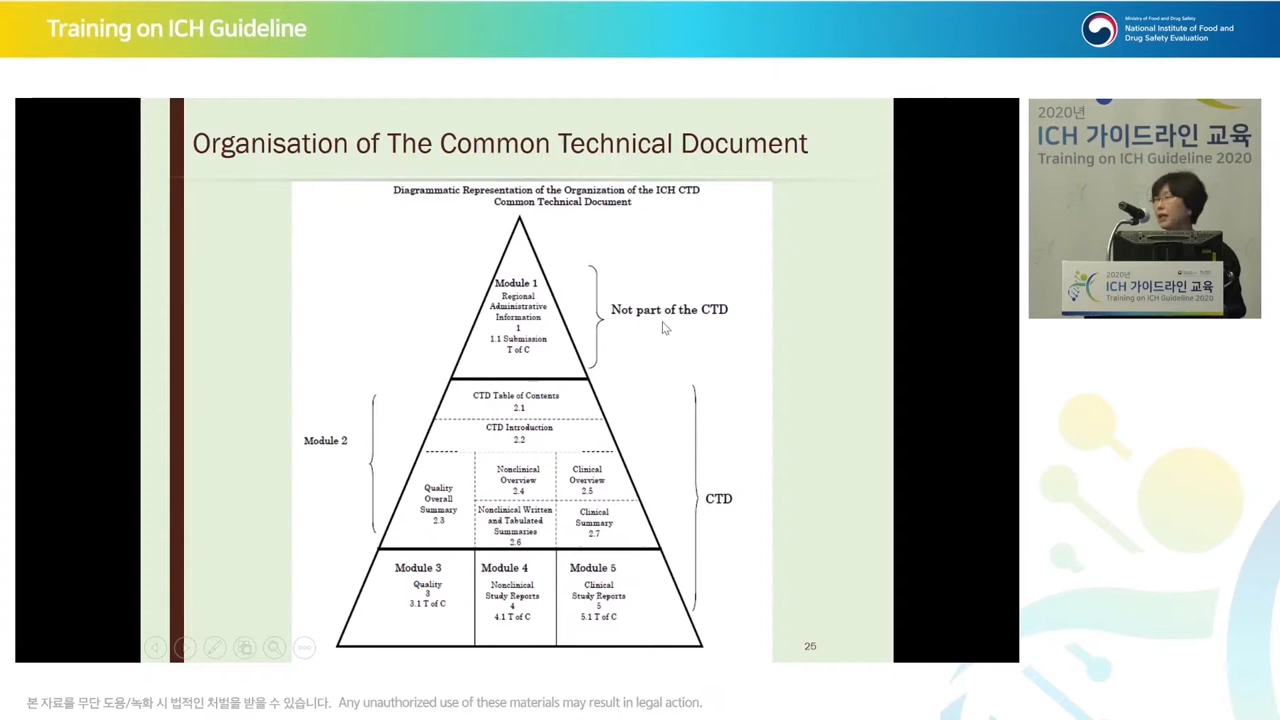 Training on ICH Guideline
Ministry of Food and Drug Safety
National Institute of Food and
Drug Safety Evaluation
Organisation of The Common Technical Document
Diagrammatic Representation of the Organization of the ICH CTD
Common Technical Document
Module 1
Regional
Administrative
Information
1
1.1 Submission
T of C
Not part of the CTD
Module 2
CTD Table of Contents
2.1
CTD Introduction
2.2
Quality
Overall
Summary
2.3
Nonclinical
Overview
2.4
Clinical
Overview
2.5
Nonclinical Written
and Tabulated
Summaries
2.6
Clinical
Summary
2.7
CTD
Module 3
Quality
3
3.1 T of C
Module 4
Nonclinical
Study Reports
4
4.1 T of C
Module 5
Clinical
Study Reports
5
5.1 T of C
25
2020년
ICH 가이드라인 교육
Training on ICH Guideline 2020
2020년
ICH 가이드라인 교육
Training on ICH Guideline 2020
본 자료를 무단 도용/녹화 시 법적인 처벌을 받을 수 있습니다. Any unauthorized use of these materials may result in legal action.